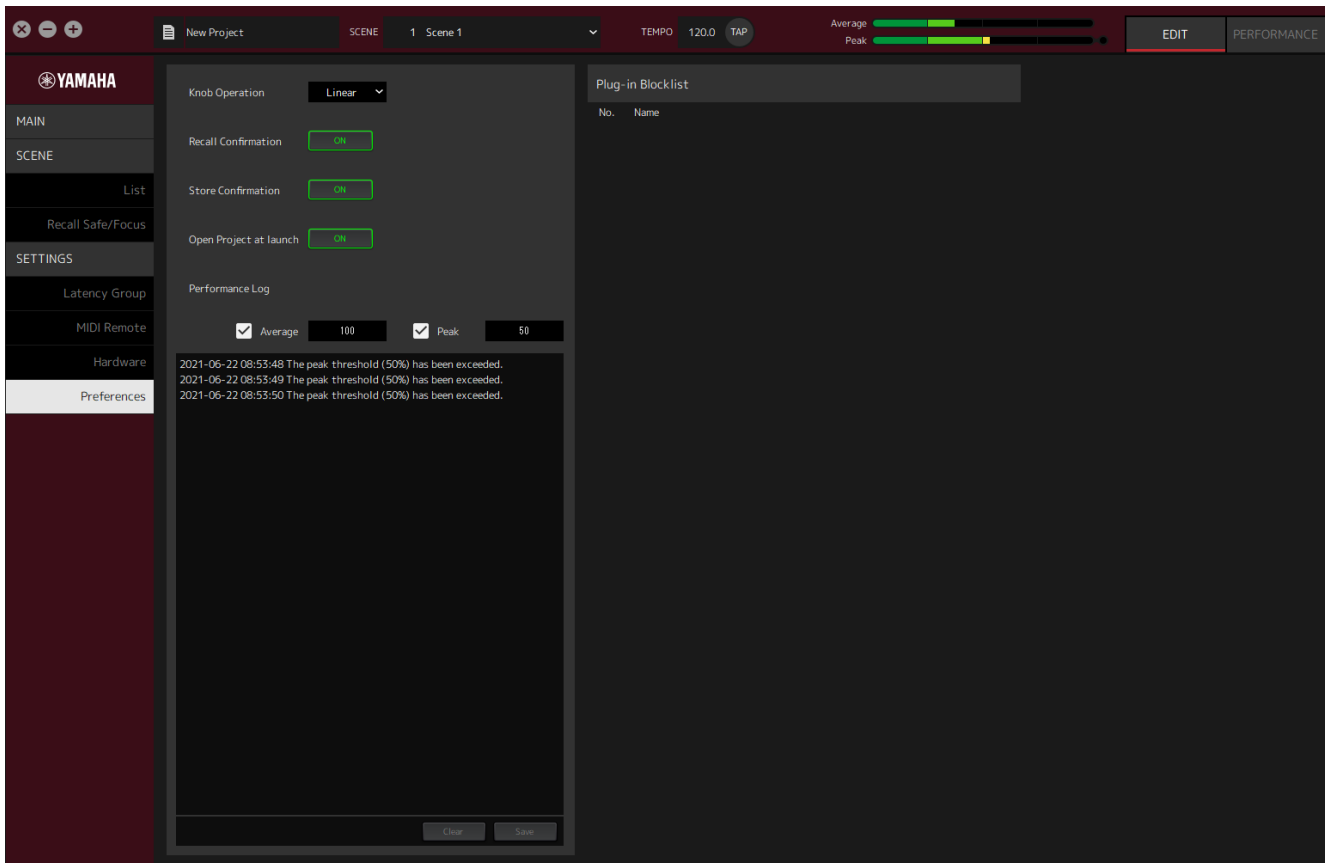 New Project SCENE 1 Scene 1 TEMPO 120.0 TAP Average Peak EDIT PERFORMANCE
YAMAHA
MAIN
SCENE
List
Recall Safe/Focus
SETTINGS
Latency Group
MIDI Remote
Hardware
Preferences
Knob Operation Linear
Recall Confirmation ON
Store Confirmation ON
Open Project at launch ON
Performance Log
Average 100 Peak 50
2021-06-22 08:53:48 The peak threshold (50%) has been exceeded.
2021-06-22 08:53:49 The peak threshold (50%) has been exceeded.
2021-06-22 08:53:50 The peak threshold (50%) has been exceeded.
Clear Save
Plug-in Blocklist
No. Name